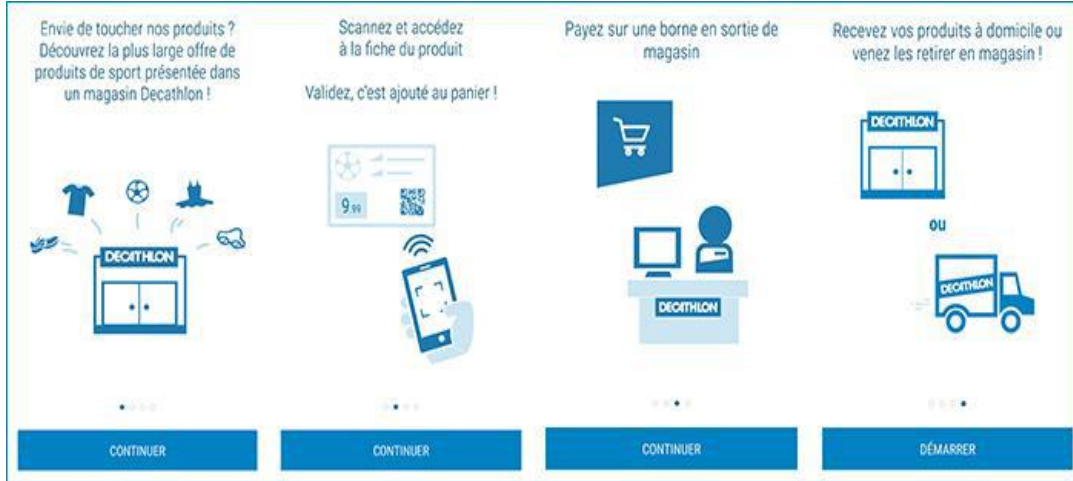 Envie de toucher nos produits ?
Découvrez la plus large offre de
produits de sport présentée dans
un magasin Decathlon !
DECATHLON
CONTINUER
Scannez et accédez
à la fiche du produit
Validez, c'est ajouté au panier !
9.99
CONTINUER
Payez sur une borne en sortie de
magasin
DECATHLON
CONTINUER
Recevez vos produits à domicile ou
venez les retirer en magasin !
DECATHLON
ou
DECATHLON
DÉMARRER